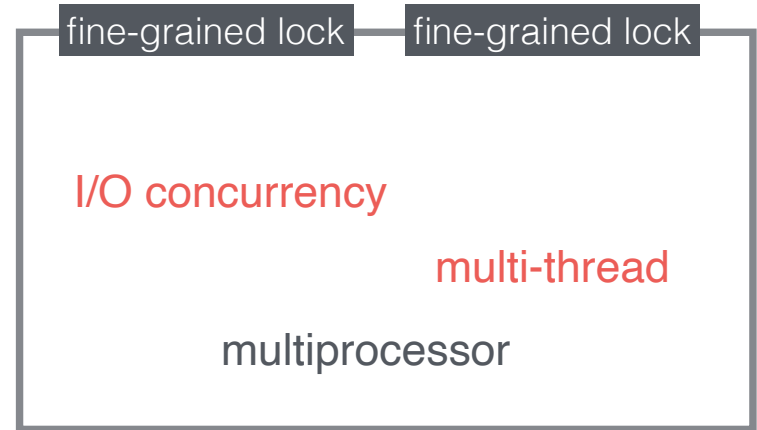 fine-grained lock fine-grained lock
I/O concurrency
multi-thread
multiprocessor